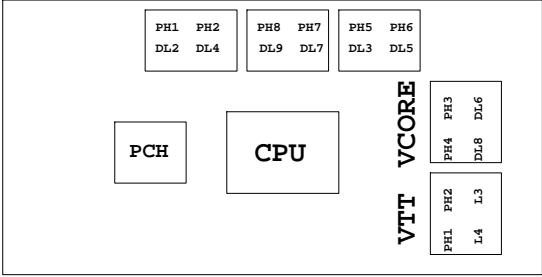 PH1 PH2 PH8 PH7 PH5 PH6
DL2 DL4 DL9 DL7 DL3 DL5
VCORE
PH3 DL6
PH4 DL8
PCH
CPU
VTT
PH2 L3
PH1 L4